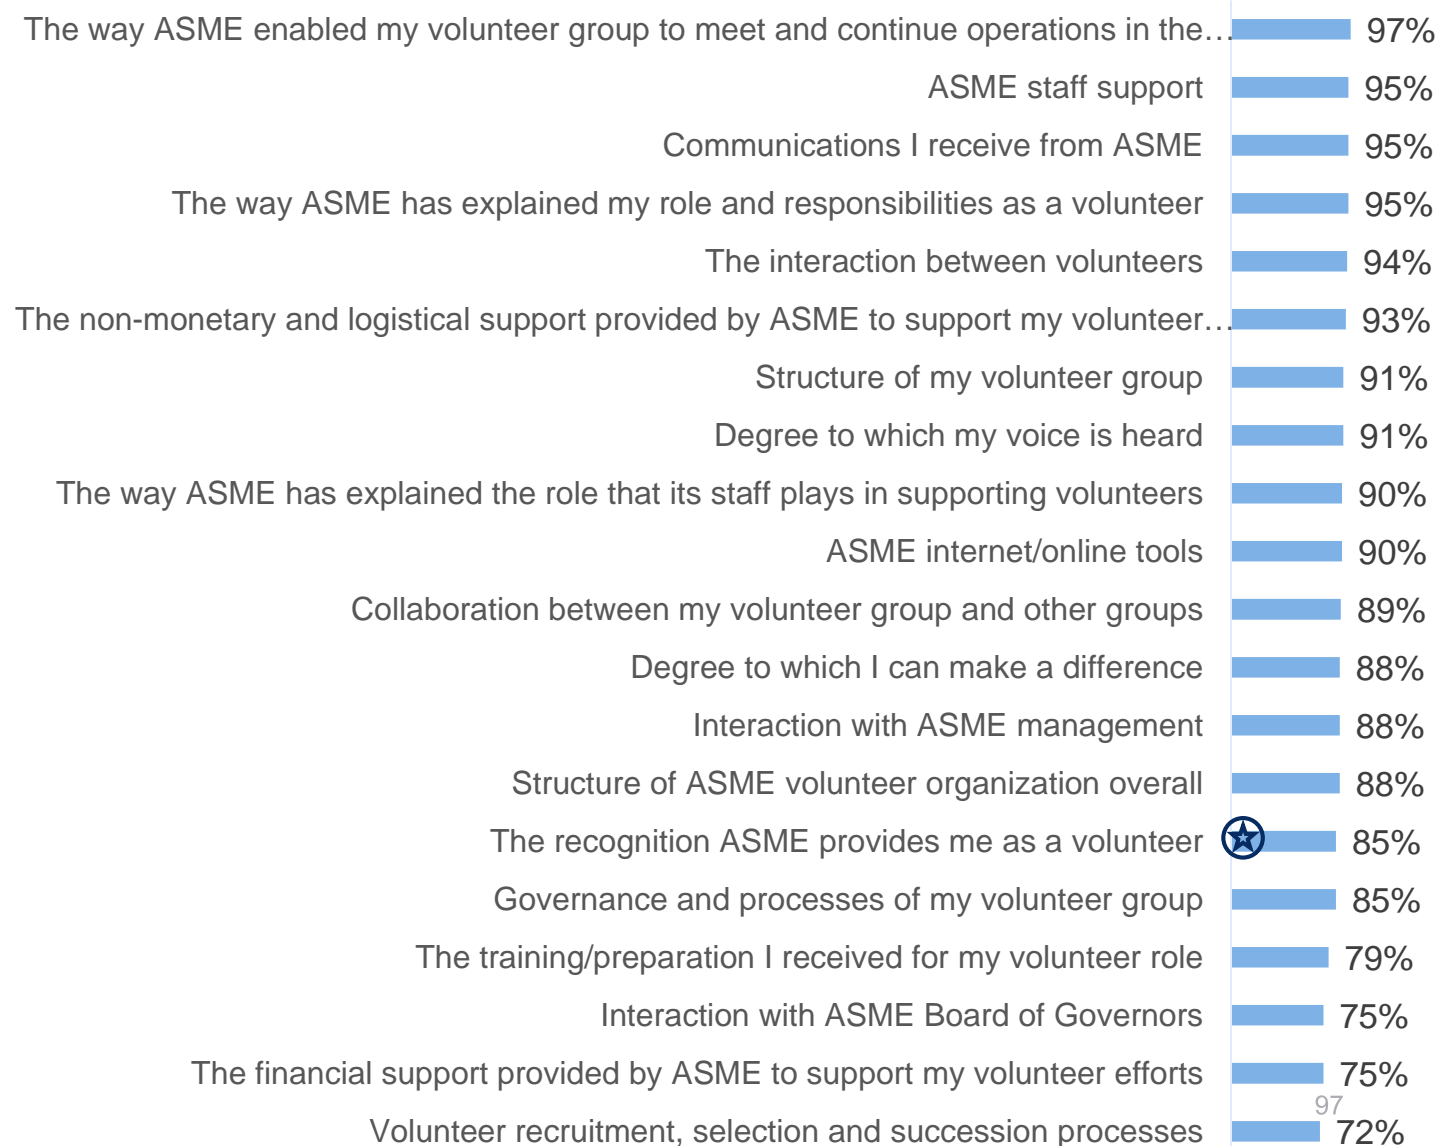 The way ASME enabled my volunteer group to meet and continue operations in the… 97%
ASME staff support 95%
Communications I receive from ASME 95%
The way ASME has explained my role and responsibilities as a volunteer 95%
The interaction between volunteers 94%
The non-monetary and logistical support provided by ASME to support my volunteer… 93%
Structure of my volunteer group 91%
Degree to which my voice is heard 91%
The way ASME has explained the role that its staff plays in supporting volunteers 90%
ASME internet/online tools 90%
Collaboration between my volunteer group and other groups 89%
Degree to which I can make a difference 88%
Interaction with ASME management 88%
Structure of ASME volunteer organization overall 88%
The recognition ASME provides me as a volunteer 85%
Governance and processes of my volunteer group 85%
The training/preparation I received for my volunteer role 79%
Interaction with ASME Board of Governors 75%
The financial support provided by ASME to support my volunteer efforts 75%
97
Volunteer recruitment, selection and succession processes 72%